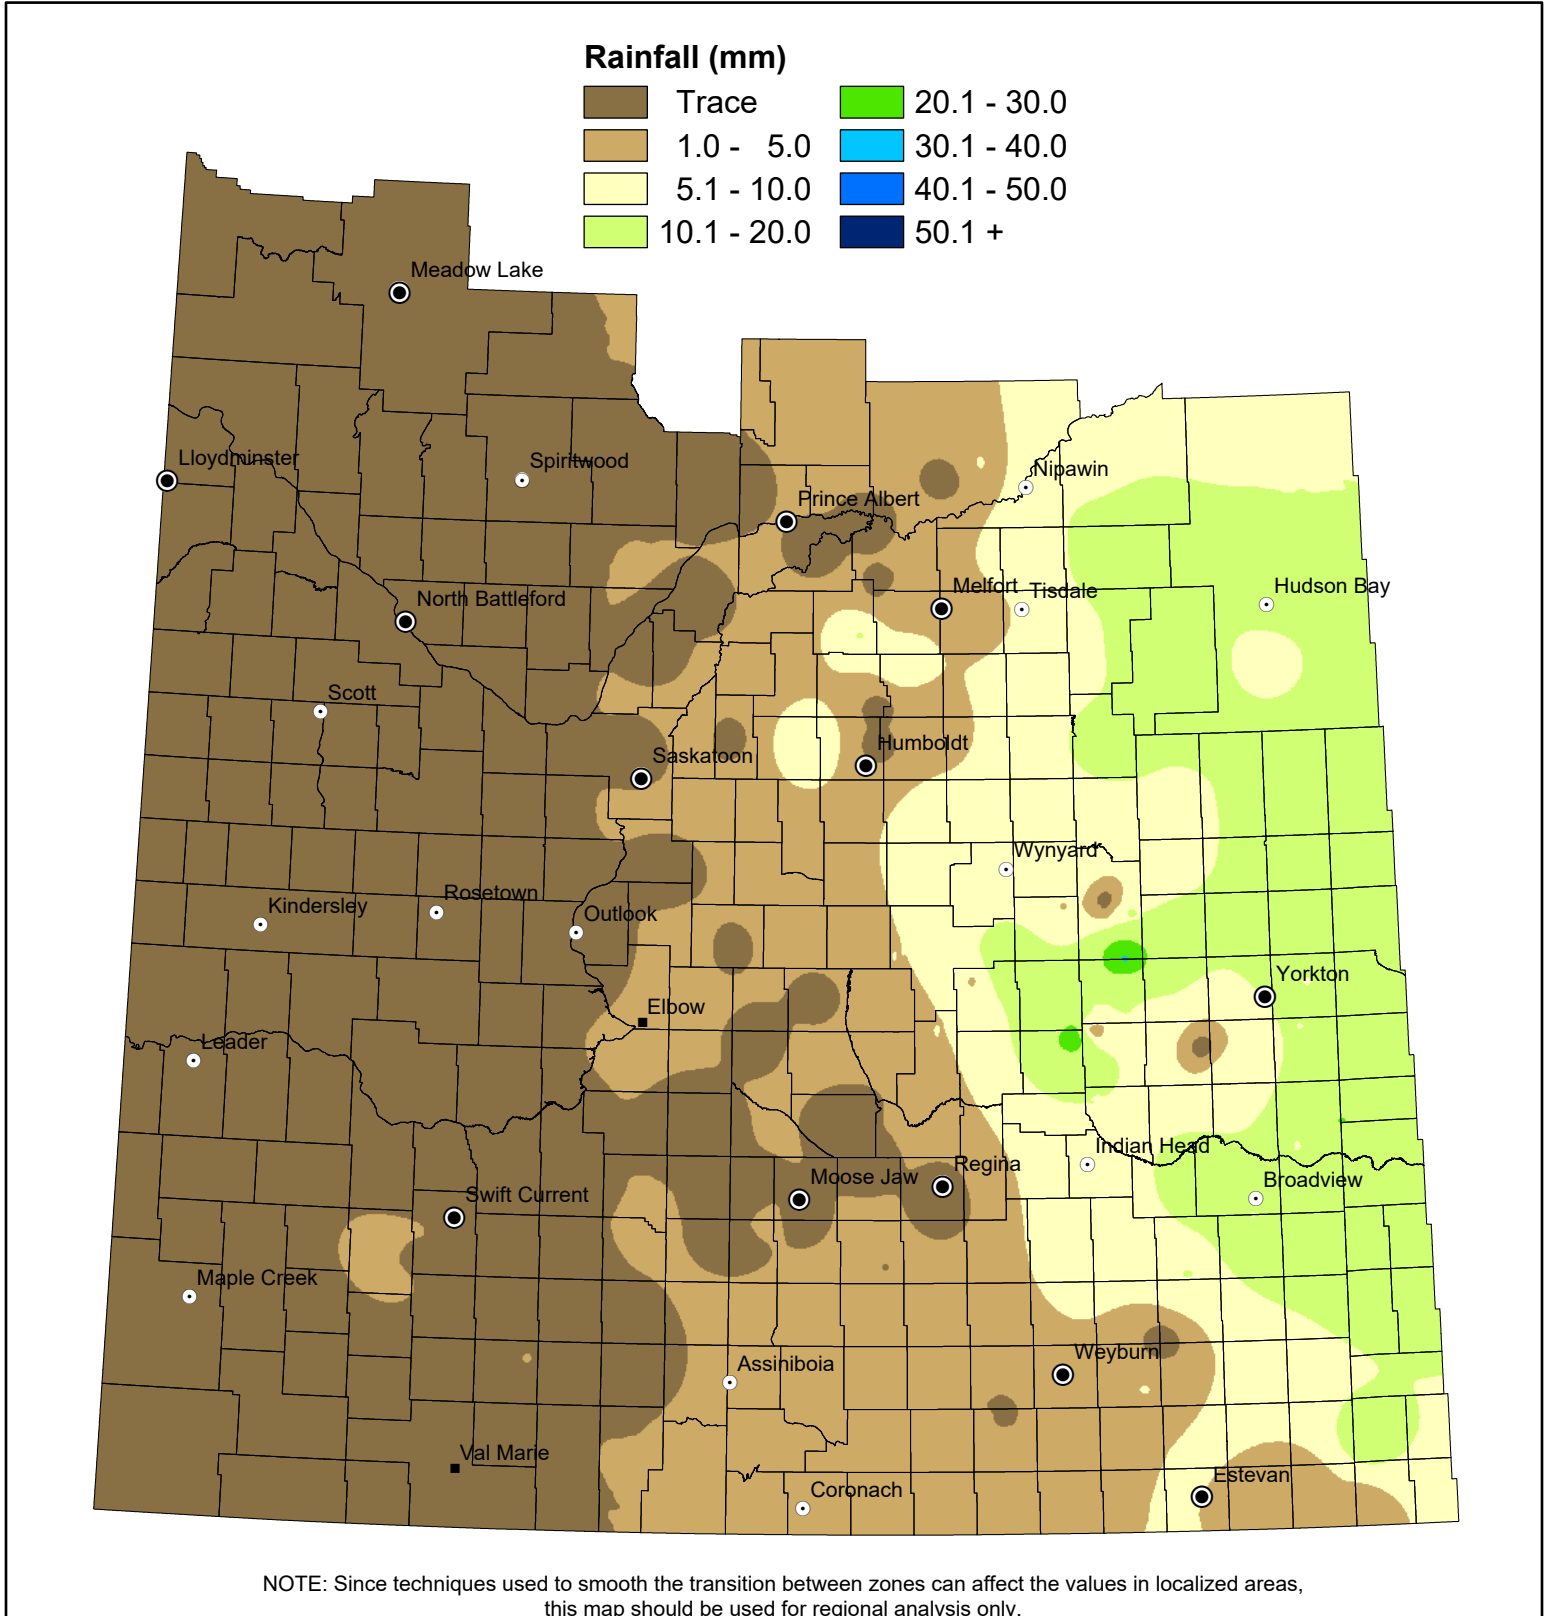 Rainfall (mm)
Trace
1.0 - 5.0
5.1 - 10.0
10.1 - 20.0
20.1 - 30.0
30.1 - 40.0
40.1 - 50.0
50.1 +
Meadow Lake
Lloydminster
Spiritwood
Nipawin
Prince Albert
North Battleford
Melfort
Tisdale
Hudson Bay
Scott
Saskatoon
Humboldt
Wynyard
Kindersley
Rosetown
Outlook
Yorkton
Elbow
Leader
Indian Head
Moose Jaw
Regina
Broadview
Swift Current
Maple Creek
Assiniboia
Weyburn
Val Marie
Coronach
Estevan
NOTE: Since techniques used to smooth the transition between zones can affect the values in localized areas,
this map should be used for regional analysis only.